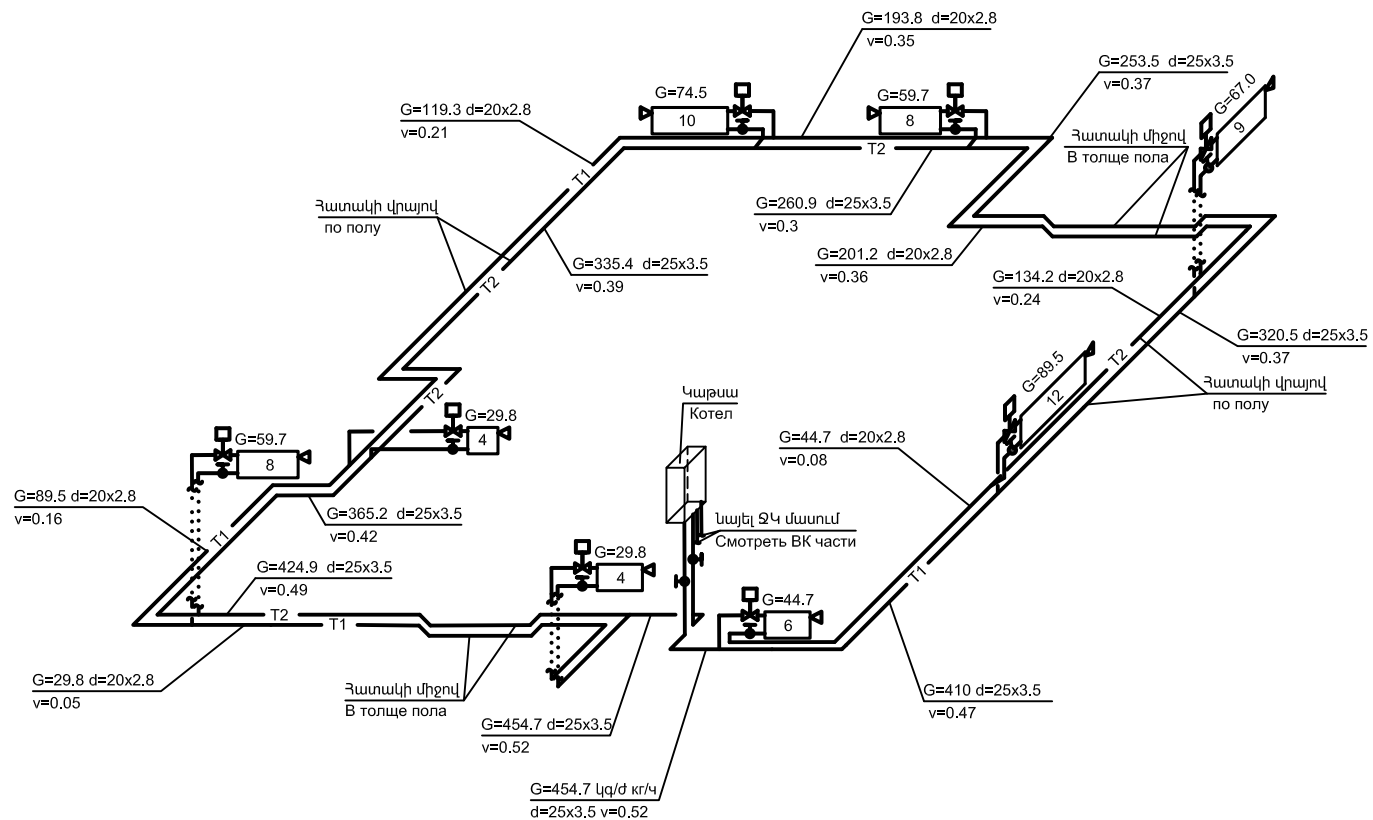 G=193.8 d=20x2.8
v=0.35
G=253.5 d=25x3.5
v=0.37
G=67.0
9
G=74.5
10
G=59.7
8
G=119.3 d=20x2.8
v=0.21
Հատակի միջով
В толще пола
T1
T2
Հատակի վրայով
по полу
G=260.9 d=25x3.5
v=0.3
G=201.2 d=20x2.8
v=0.36
G=335.4 d=25x3.5
v=0.39
T2
G=134.2 d=20x2.8
v=0.24
G=320.5 d=25x3.5
v=0.37
T2
G=89.5
12
Հատակի վրայով
по полу
T2
Կաթսա
Котел
G=29.8
4
G=59.7
8
G=44.7 d=20x2.8
v=0.08
G=89.5 d=20x2.8
v=0.16
G=365.2 d=25x3.5
v=0.42
T1
նայել ՋԿ մասում
Смотреть ВК части
G=29.8
4
G=424.9 d=25x3.5
v=0.49
T1
T2
T1
G=44.7
6
G=29.8 d=20x2.8
v=0.05
Հատակի միջով
В толще пола
G=410 d=25x3.5
v=0.47
G=454.7 d=25x3.5
v=0.52
G=454.7 կգ/ժ кг/ч
d=25x3.5 v=0.52